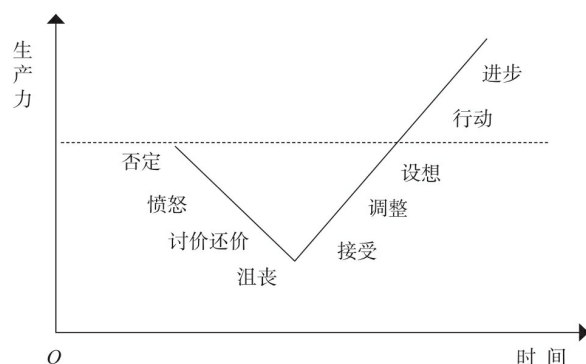 生产力
否定
愤怒
讨价还价
沮丧
接受
调整
设想
行动
进步
O
时间